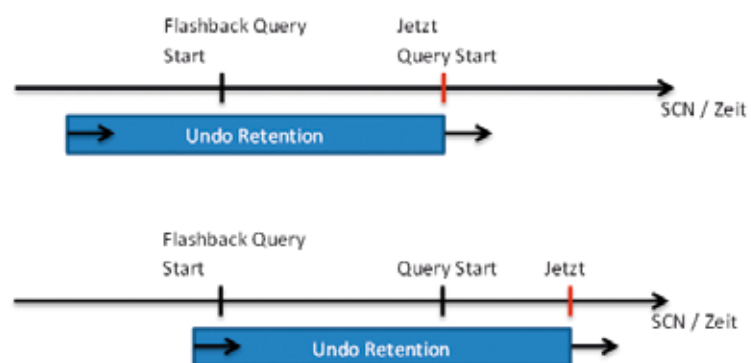 Flashback Query Jetzt
Start Query Start
SCN / Zeit
Undo Retention
Flashback Query
Start Query Start Jetzt
SCN / Zeit
Undo Retention